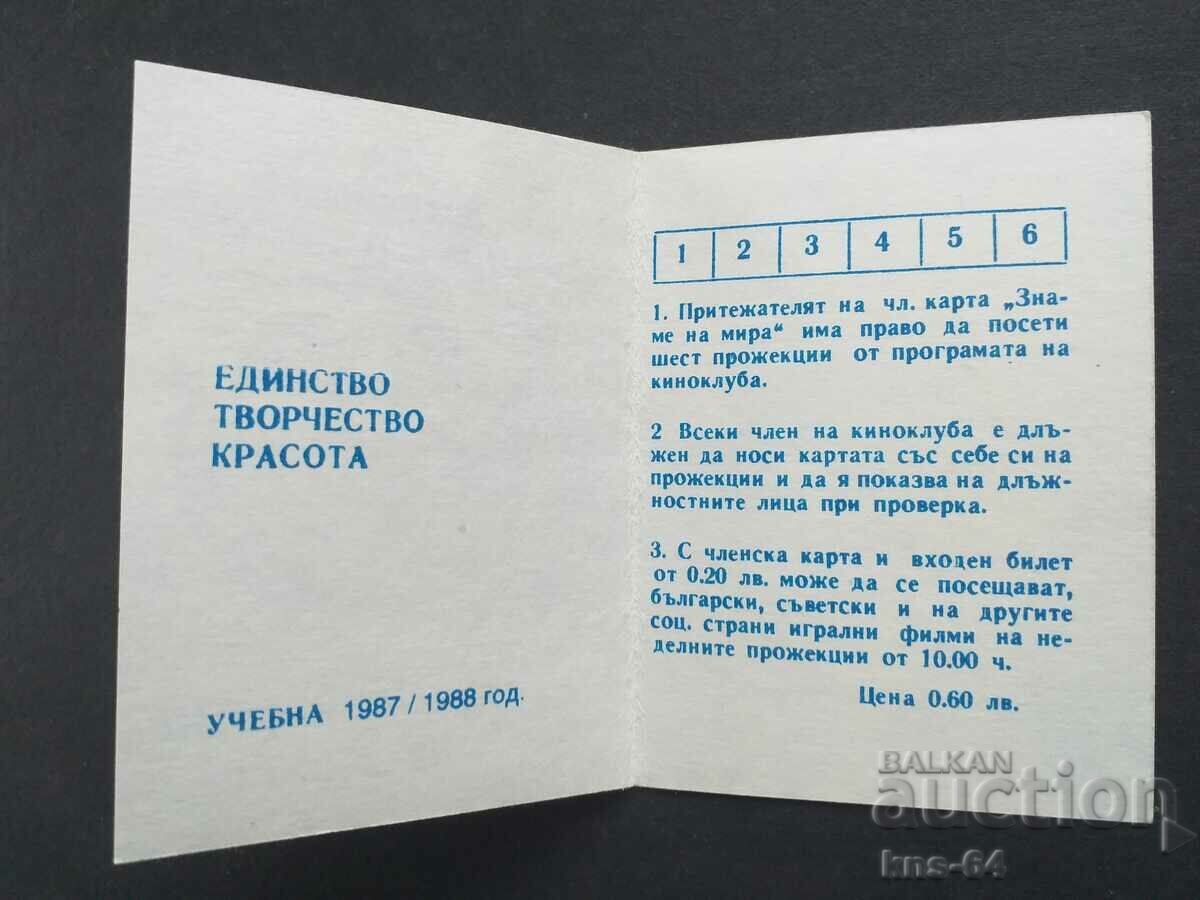 ЕДИНСТВО
ТВОРЧЕСТВО
КРАСОТА
УЧЕБНА 1987 / 1988 год.
1 2 3 4 5 6
1. Притежателят на чл. карта „Зна-
ме на мира“ има право да посети
шест прожекции от програмата на
киноклуба.
2 Всеки член на киноклуба е длъ-
жен да носи картата със себе си на
прожекции и да я показва на длъж-
ностните лица при проверка.
3. С членска карта и входен билет
от 0.20 лв. може да се посещават,
български, съветски и на другите
соц. страни игрални филми на не-
делните прожекции от 10.00 ч.
Цена 0.60 лв.
BALKAN
auction
kns-64